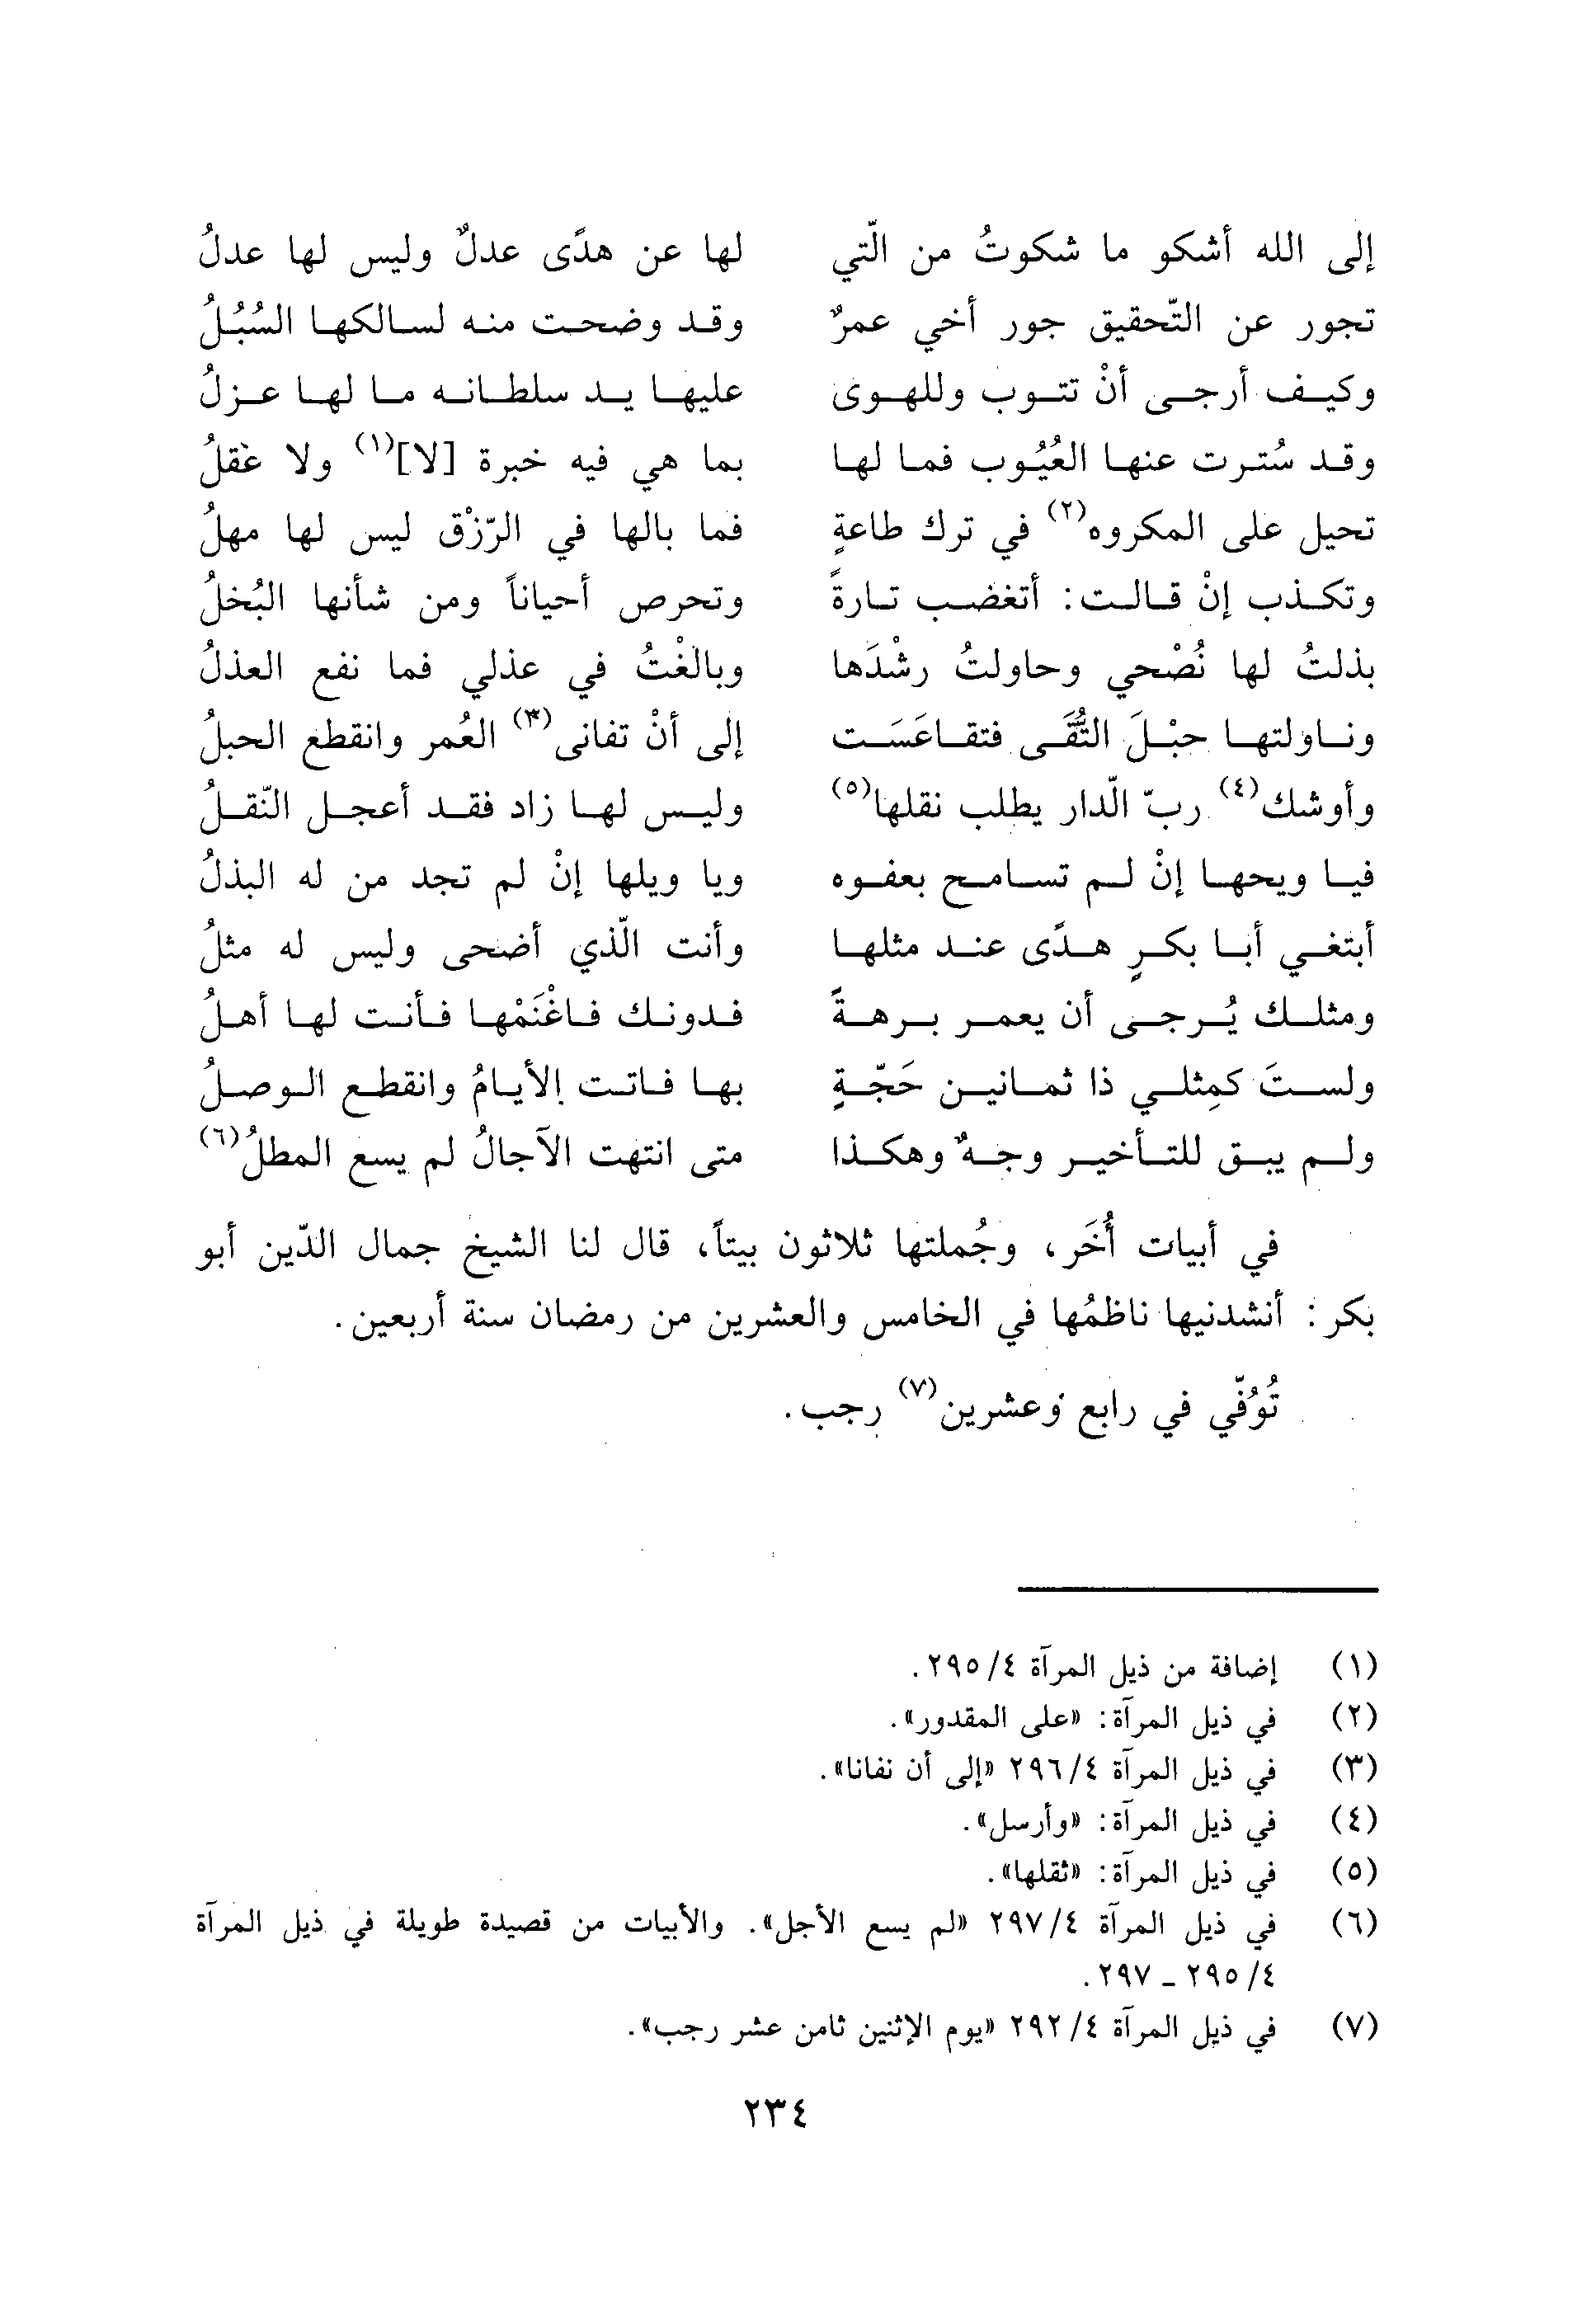 إلى الله أشكو ما شكوتُ من الّتي لها عن هدًى عدلٌ وليس لها عدلُ
تجور عن التّحقيق جور أخي عمرٌ وقد وضحت منه لسالكها السُبُلُ
وكيف أرجى أنْ تتوب وللهوى عليها يد سلطانه ما لها عزلُ
وقد سُترت عنها العُيُوب فما لها بما هي فيه خبرة [لا](١) ولا عَقلُ
تحيل على المكروه(٢) في ترك طاعةٍ فما بالها في الرّزْق ليس لها مهلُ
وتكذب إنْ قالت: أتغضب تارةً وتحرص أحياناً ومن شأنها البُخلُ
بذلتُ لها نُصْحي وحاولتُ رشْدَها وبالغْتُ في عذلي فما نفع العذلُ
وناولتها حبْلَ التُّقَى فتقاعَسَت إلى أنْ تفانى(٣) العُمر وانقطع الحبلُ
وأوشك(٤) ربّ الّدار يطلب نقلها(٥) وليس لها زاد فقد أعجل النّقلُ
فيا ويحها إنْ لم تسامح بعفوه ويا ويلها إنْ لم تجد من له البذلُ
أبتغي أبا بكرٍ هدًى عند مثلها وأنت الّذي أضحى وليس له مثلُ
ومثلك يُرجى أن يعمر برهةً فدونك فاغْنَمْها فأنت لها أهلُ
ولستَ كمِثلي ذا ثمانين حَجّةٍ بها فاتت الأيامُ وانقطع الوصلُ
ولم يبق للتأخير وجهٌ وهكذا متى انتهت الآجالُ لم يسع المطلُ(٦)
في أبيات أُخَر، وجُملتها ثلاثون بيتاً، قال لنا الشيخ جمال الدّين أبو
بكر: أنشدنيها ناظمُها في الخامس والعشرين من رمضان سنة أربعين.
تُوُفّي في رابع وعشرين(٧) رجب.
(١) إضافة من ذيل المرآة ٤/ ٢٩٥.
(٢) في ذيل المرآة: «على المقدور».
(٣) في ذيل المرآة ٤/ ٢٩٦ «إلى أن نفانا».
(٤) في ذيل المرآة: «وأرسل».
(٥) في ذيل المرآة: «ثقلها».
(٦) في ذيل المرآة ٤/ ٢٩٧ «لم يسع الأجل». والأبيات من قصيدة طويلة في ذيل المرآة
٤/ ٢٩٥ ـ ٢٩٧.
(٧) في ذيل المرآة ٤/ ٢٩٢ «يوم الإثنين ثامن عشر رجب».
٢٣٤